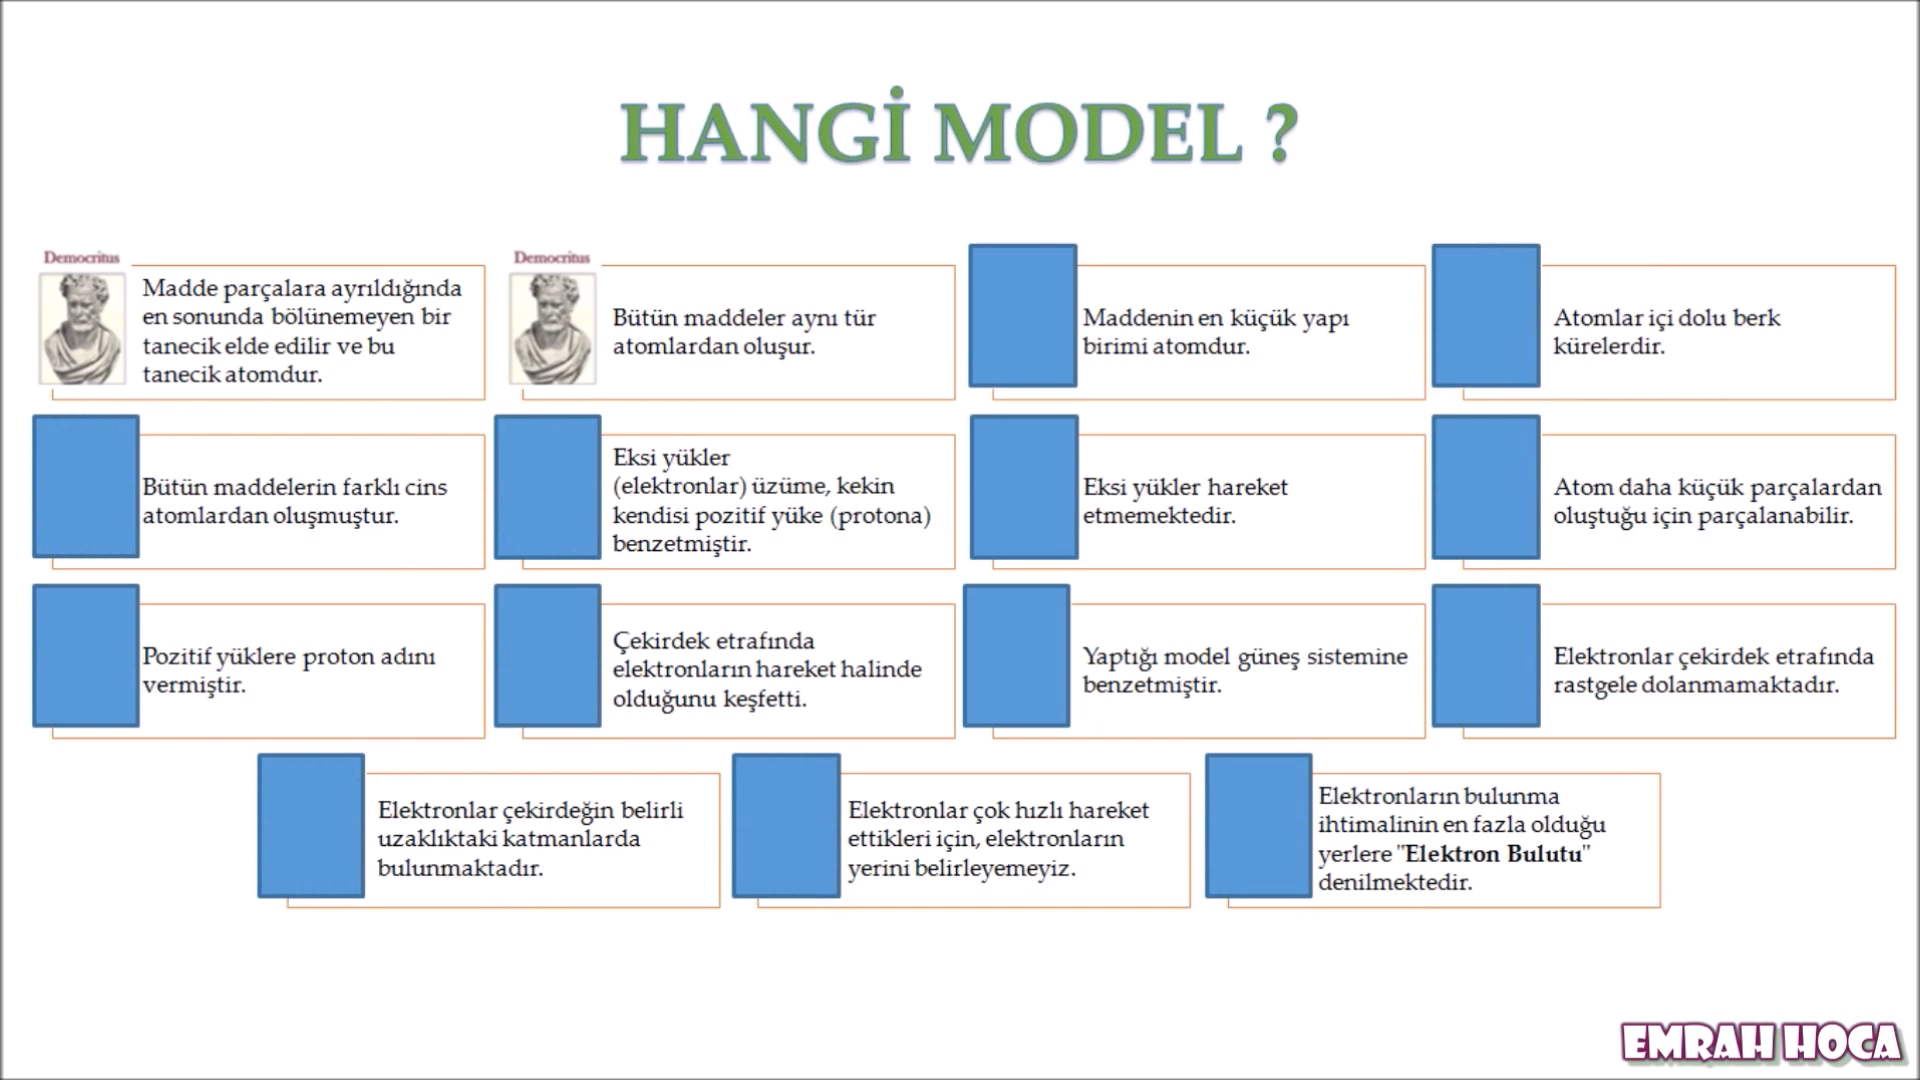 HANGİ MODEL ?
Democritus
Madde parçalara ayrıldığında
en sonunda bölünemeyen bir
tanecik elde edilir ve bu
tanecik atomdur.
Democritus
Bütün maddeler aynı tür
atomlardan oluşur.
Maddenin en küçük yapı
birimi atomdur.
Atomlar içi dolu berk
kürelerdir.
Bütün maddelerin farklı cins
atomlardan oluşmuştur.
Eksi yükler
(elektronlar) üzüme, kekin
kendisi pozitif yüke (protona)
benzetmiştir.
Eksi yükler hareket
etmemektedir.
Atom daha küçük parçalardan
oluştuğu için parçalanabilir.
Pozitif yüklere proton adını
vermiştir.
Çekirdek etrafında
elektronların hareket halinde
olduğunu keşfetti.
Yaptığı model güneş sistemine
benzetmiştir.
Elektronlar çekirdek etrafında
rastgele dolanmamaktadır.
Elektronlar çekirdeğin belirli
uzaklıktaki katmanlarda
bulunmaktadır.
Elektronlar çok hızlı hareket
ettikleri için, elektronların
yerini belirleyemeyiz.
Elektronların bulunma
ihtimalinin en fazla olduğu
yerlere "Elektron Bulutu"
denilmektedir.
EMRAH HOCA